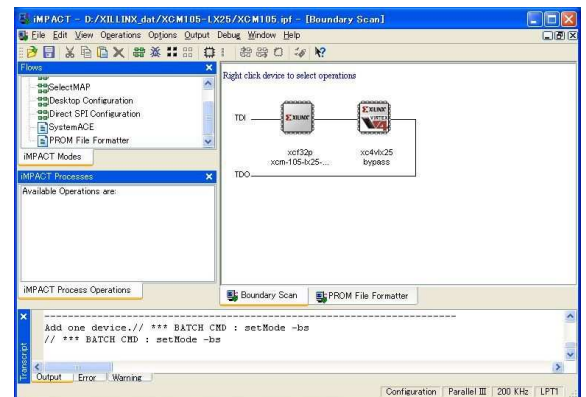 iMPACT - D:/XILLINX_dat/XCM105-LX25/XCM105.ipf - [Boundary Scan]
File Edit View Operations Options Output Debug Window Help
Flows
SelectMAP
Desktop Configuration
Direct SPI Configuration
SystemACE
PROM File Formatter
iMPACT Modes
iMPACT Processes
Available Operations are:
iMPACT Process Operations
Right click device to select operations
TDI
XILINX
XILINX
VIRTEX
xcf32p
xcm-105-lx25-...
xc4vlx25
bypass
TDO
Boundary Scan
PROM File Formatter
Add one device.// *** BATCH CMD : setMode -bs
// *** BATCH CMD : setMode -bs
Transcript
Output Error Warning
Configuration Parallel III 200 KHz LPT1